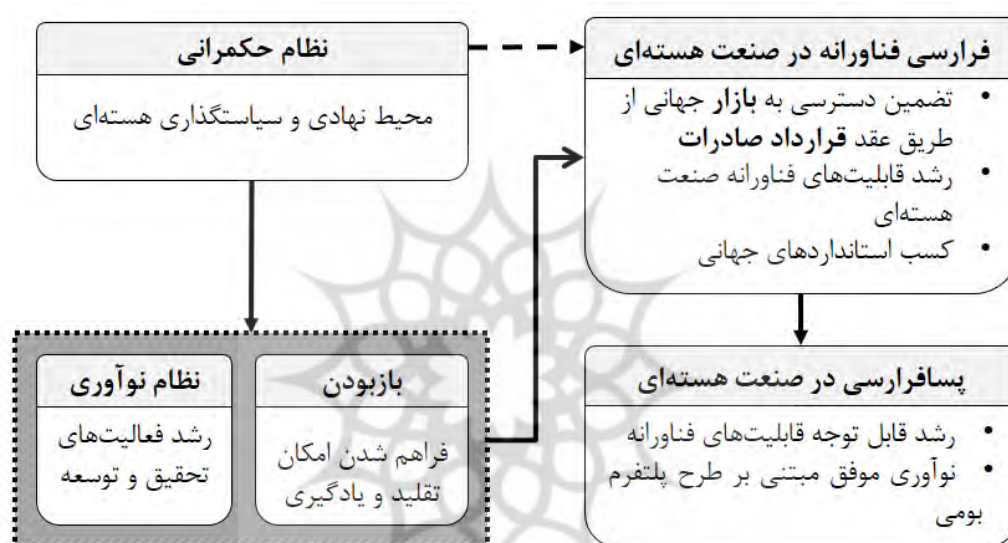 فرارسی فناورانه در صنعت هسته‌ای
• تضمین دسترسی به بازار جهانی از
طریق عقد قرارداد صادرات
• رشد قابلیت‌های فناورانه صنعت
هسته‌ای
• کسب استانداردهای جهانی
نظام حکمرانی
محیط نهادی و سیاستگذاری هسته‌ای
بازبودن
فراهم شدن امکان
تقلید و یادگیری
نظام نوآوری
رشد فعالیت‌های
تحقیق و توسعه
پسافرارسی در صنعت هسته‌ای
• رشد قابل توجه قابلیت‌های فناورانه
• نوآوری موفق مبتنی بر طرح پلتفرم
بومی